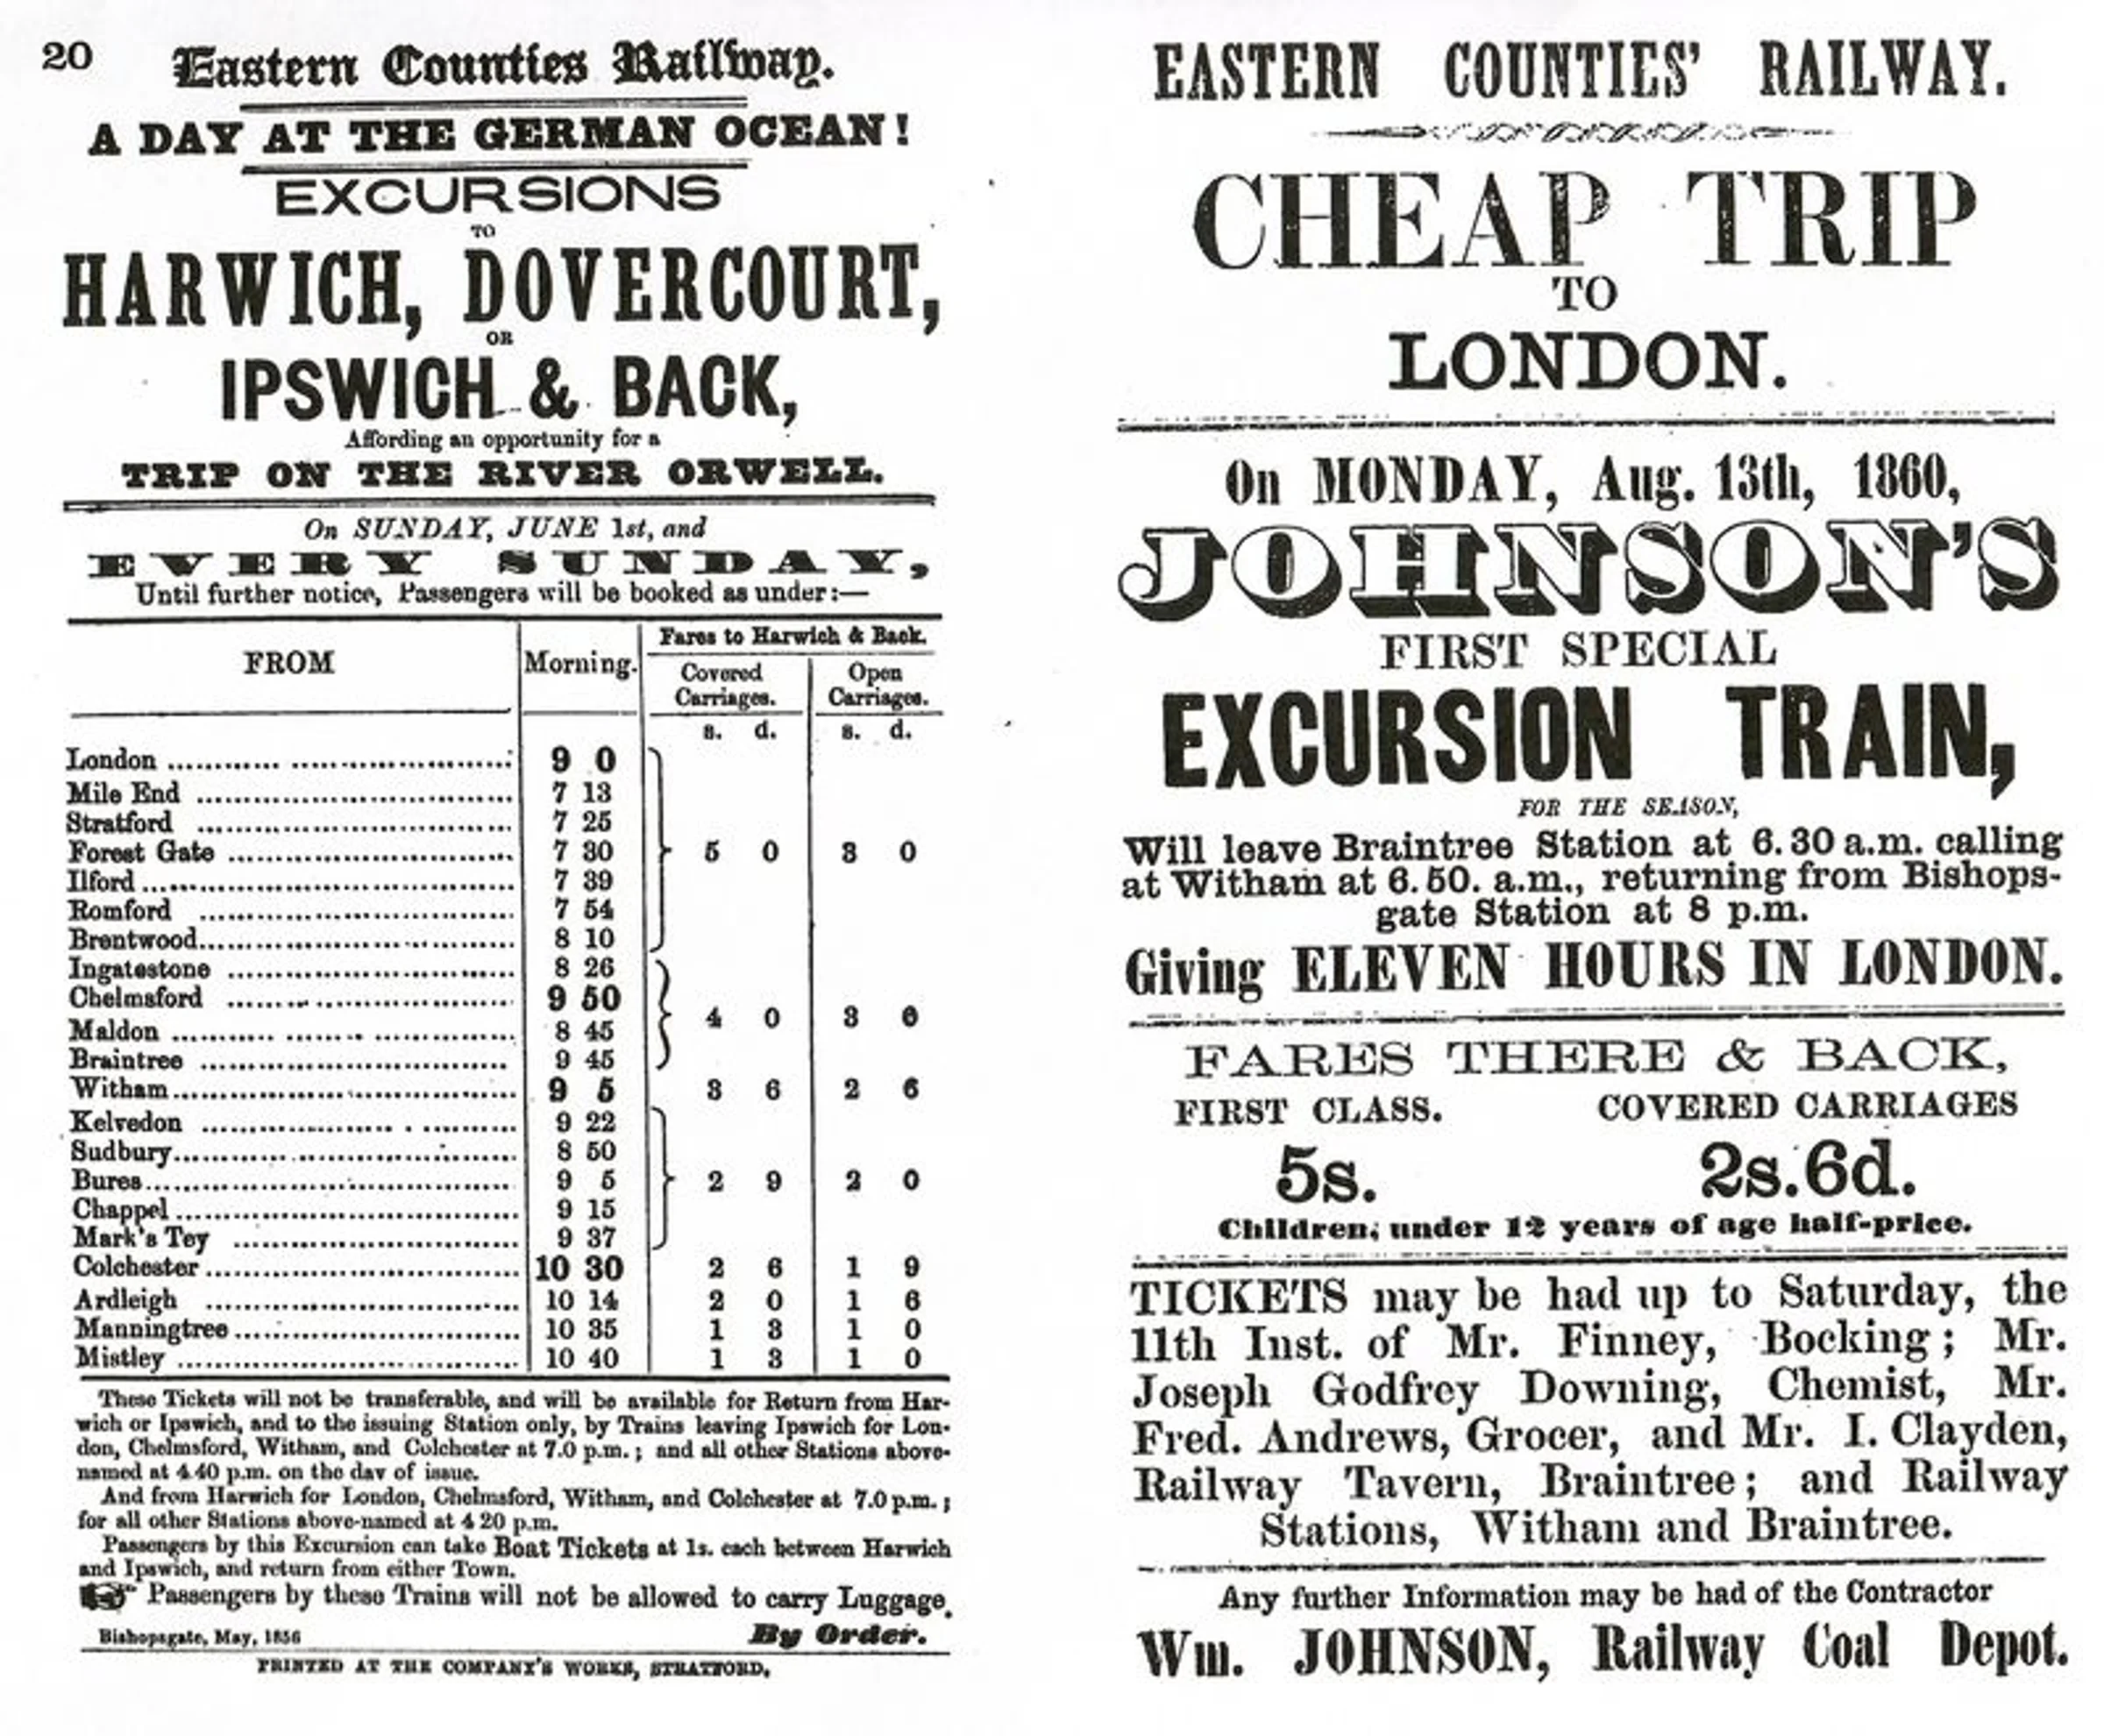 20 Eastern Counties Railway.
A DAY AT THE GERMAN OCEAN!
EXCURSIONS
TO
HARWICH, DOVERCOURT,
OR
IPSWICH & BACK,
Affording an opportunity for a
TRIP ON THE RIVER ORWELL.
On SUNDAY, JUNE 1st, and
EVERY SUNDAY,
Until further notice, Passengers will be booked as under:—
FROM Morning. Fares to Harwich & Back.
Covered Carriages. Open Carriages.
s. d. s. d.
London 9 0
Mile End 7 13
Stratford 7 25
Forest Gate 7 30 5 0 3 0
Ilford 7 39
Romford 7 54
Brentwood 8 10
Ingatestone 8 26
Chelmsford 9 50 4 0 3
Maldon 8 45
Braintree 9 45
Witham 9 5 3 6 2 6
Kelvedon 9 22
Sudbury 8 50
Bures 9 5 2 9 2 0
Chappel 9 15
Mark's Tey 9 37
Colchester 10 30 2 6 1 9
Ardleigh 10 14 2 0 1 6
Manningtree 10 35 1 3 1 0
Mistley 10 40 1 3 1 0
These Tickets will not be transferable, and will be available for Return from Har-
wich or Ipswich, and to the issuing Station only, by Trains leaving Ipswich for Lon-
don, Chelmsford, Witham, and Colchester at 7.0 p.m.; and all other Stations above-
named at 4.40 p.m. on the day of issue.
And from Harwich for London, Chelmsford, Witham, and Colchester at 7.0 p.m.;
for all other Stations above-named at 4 20 p.m.
Passengers by this Excursion can take Boat Tickets at 1s. each between Harwich
and Ipswich, and return from either Town.
Passengers by these Trains will not be allowed to carry Luggage.
Bishopsgate, May, 1856 By Order.
PRINTED AT THE COMPANY'S WORKS, STRATFORD.
EASTERN COUNTIES' RAILWAY.
CHEAP TRIP
TO
LONDON.
On MONDAY, Aug. 13th, 1860,
JOHNSON'S
FIRST SPECIAL
EXCURSION TRAIN,
FOR THE SEASON,
Will leave Braintree Station at 6.30 a.m. calling
at Witham at 6.50. a.m., returning from Bishops-
gate Station at 8 p.m.
Giving ELEVEN HOURS IN LONDON.
FARES THERE & BACK,
FIRST CLASS. COVERED CARRIAGES
5s. 2s. 6d.
Children, under 12 years of age half-price.
TICKETS may be had up to Saturday, the
11th Inst. of Mr. Finney, Bocking; Mr.
Joseph Godfrey Downing, Chemist, Mr.
Fred. Andrews, Grocer, and Mr. I. Clayden,
Railway Tavern, Braintree; and Railway
Stations, Witham and Braintree.
Any further Information may be had of the Contractor
Wm. JOHNSON, Railway Coal Depot.